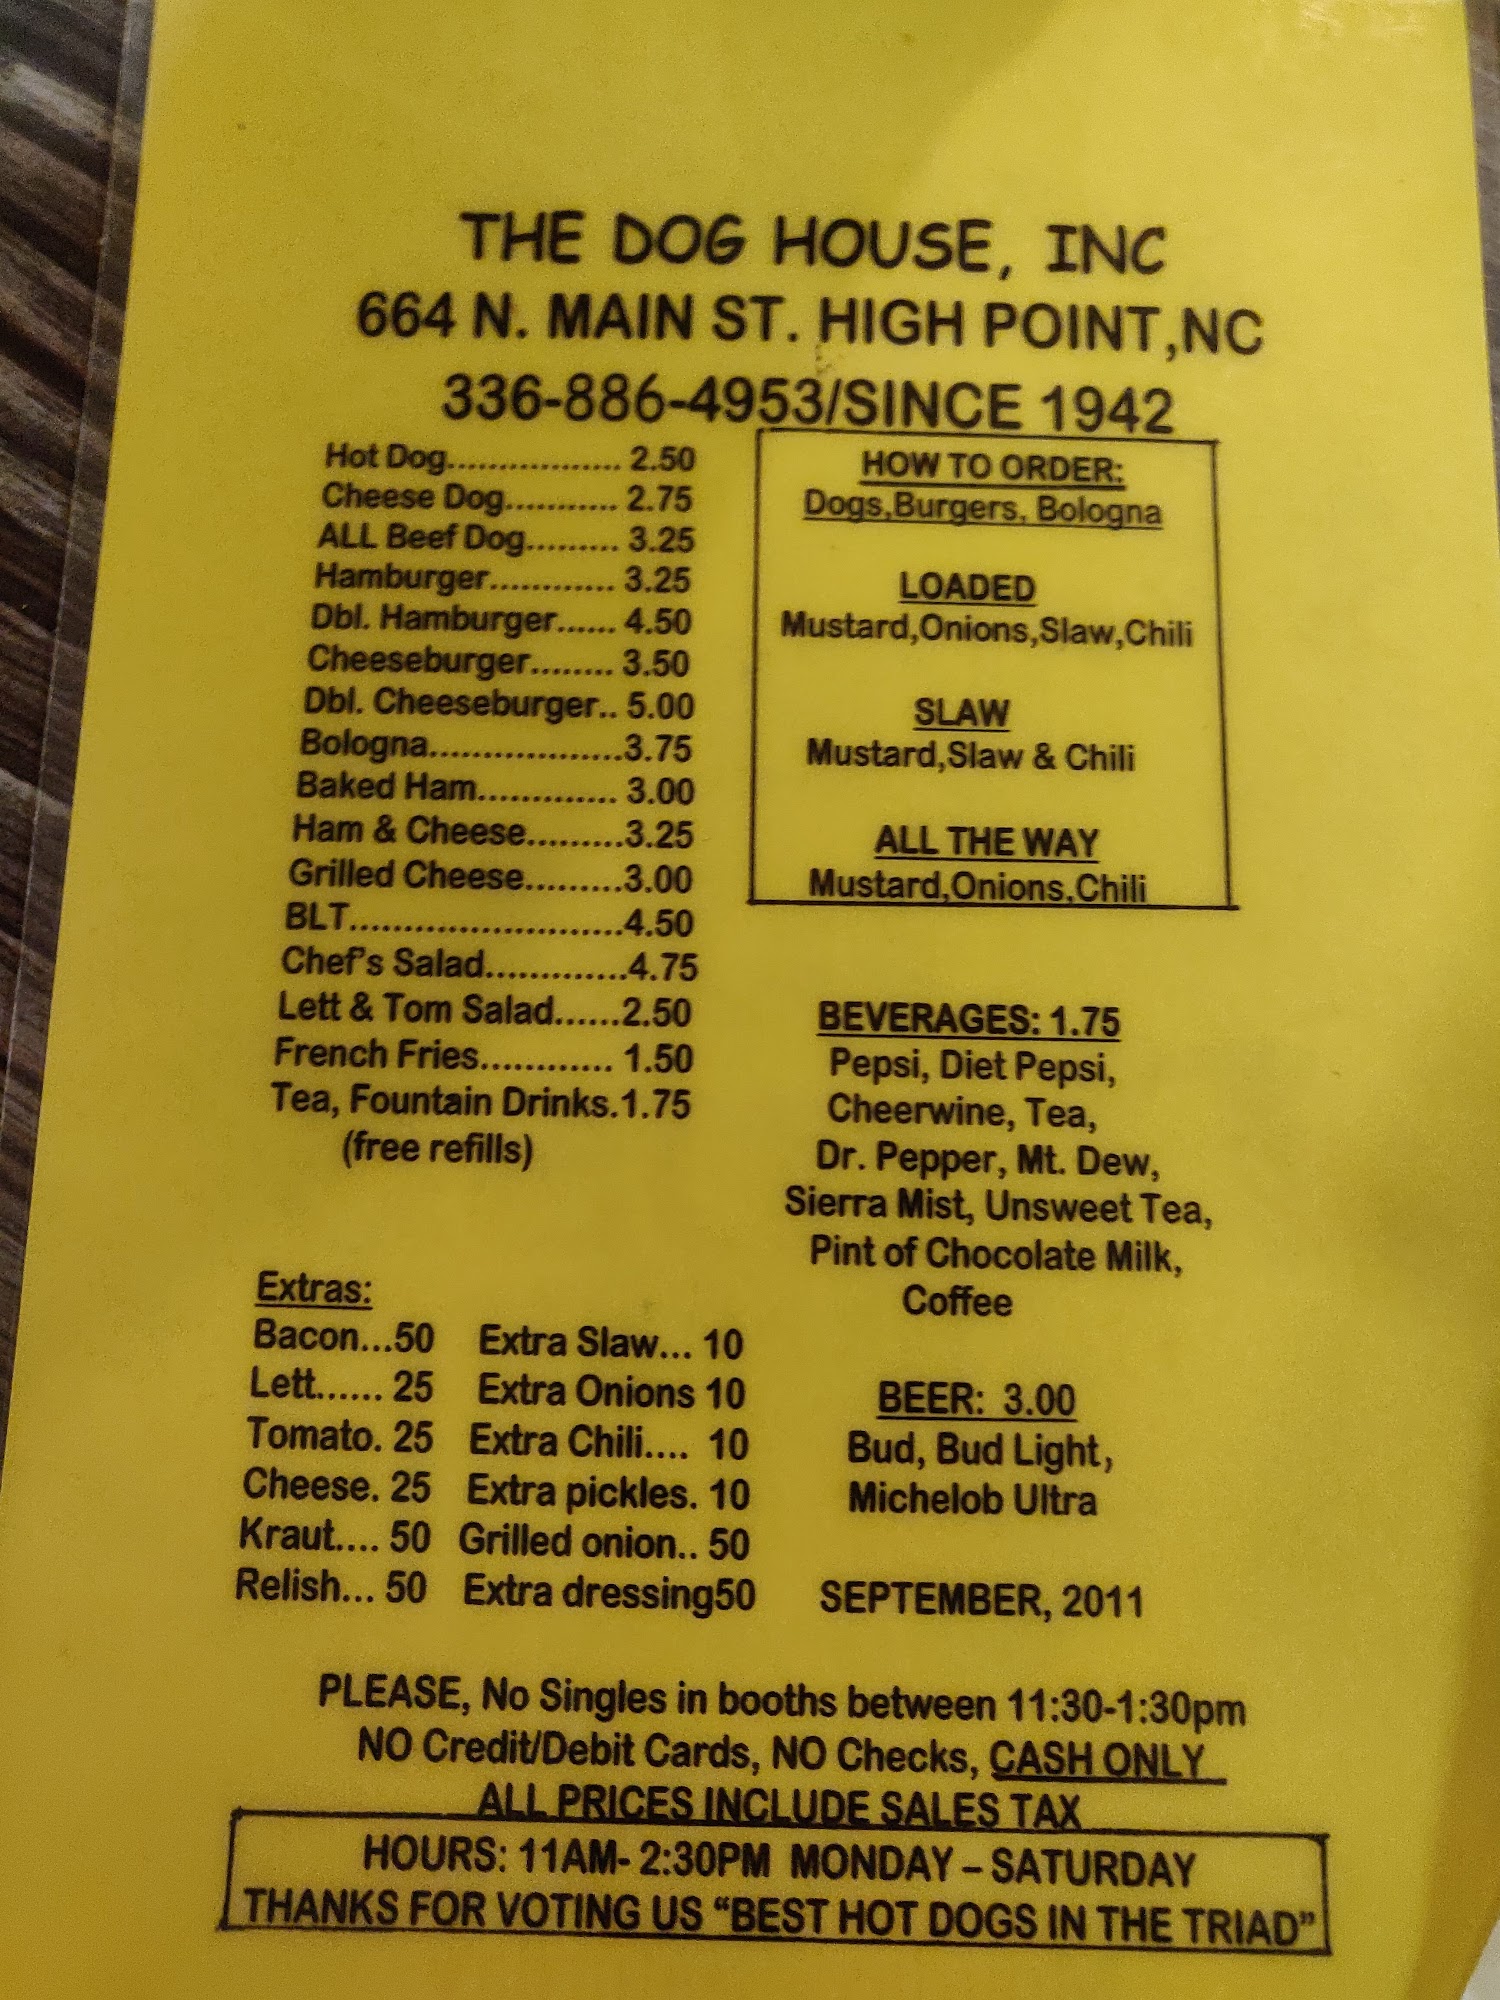 THE DOG HOUSE, INC
664 N. MAIN ST. HIGH POINT,NC
336-886-4953/SINCE 1942
Hot Dog.................. 2.50
Cheese Dog............ 2.75
ALL Beef Dog.......... 3.25
Hamburger............. 3.25
Dbl. Hamburger...... 4.50
Cheeseburger........ 3.50
Dbl. Cheeseburger.. 5.00
Bologna....................3.75
Baked Ham.............. 3.00
Ham & Cheese..........3.25
Grilled Cheese..........3.00
BLT..........................4.50
Chef's Salad.............4.75
Lett & Tom Salad......2.50
French Fries............. 1.50
Tea, Fountain Drinks.1.75
(free refills)
HOW TO ORDER:
Dogs,Burgers, Bologna
LOADED
Mustard,Onions,Slaw,Chili
SLAW
Mustard,Slaw & Chili
ALL THE WAY
Mustard,Onions,Chili
BEVERAGES: 1.75
Pepsi, Diet Pepsi,
Cheerwine, Tea,
Dr. Pepper, Mt. Dew,
Sierra Mist, Unsweet Tea,
Pint of Chocolate Milk,
Coffee
Extras:
Bacon...50 Extra Slaw... 10
Lett...... 25 Extra Onions 10
Tomato. 25 Extra Chili.... 10
Cheese. 25 Extra pickles. 10
Kraut.... 50 Grilled onion.. 50
Relish... 50 Extra dressing50
BEER: 3.00
Bud, Bud Light,
Michelob Ultra
SEPTEMBER, 2011
PLEASE, No Singles in booths between 11:30-1:30pm
NO Credit/Debit Cards, NO Checks, CASH ONLY
ALL PRICES INCLUDE SALES TAX
HOURS: 11AM- 2:30PM MONDAY – SATURDAY
THANKS FOR VOTING US “BEST HOT DOGS IN THE TRIAD”